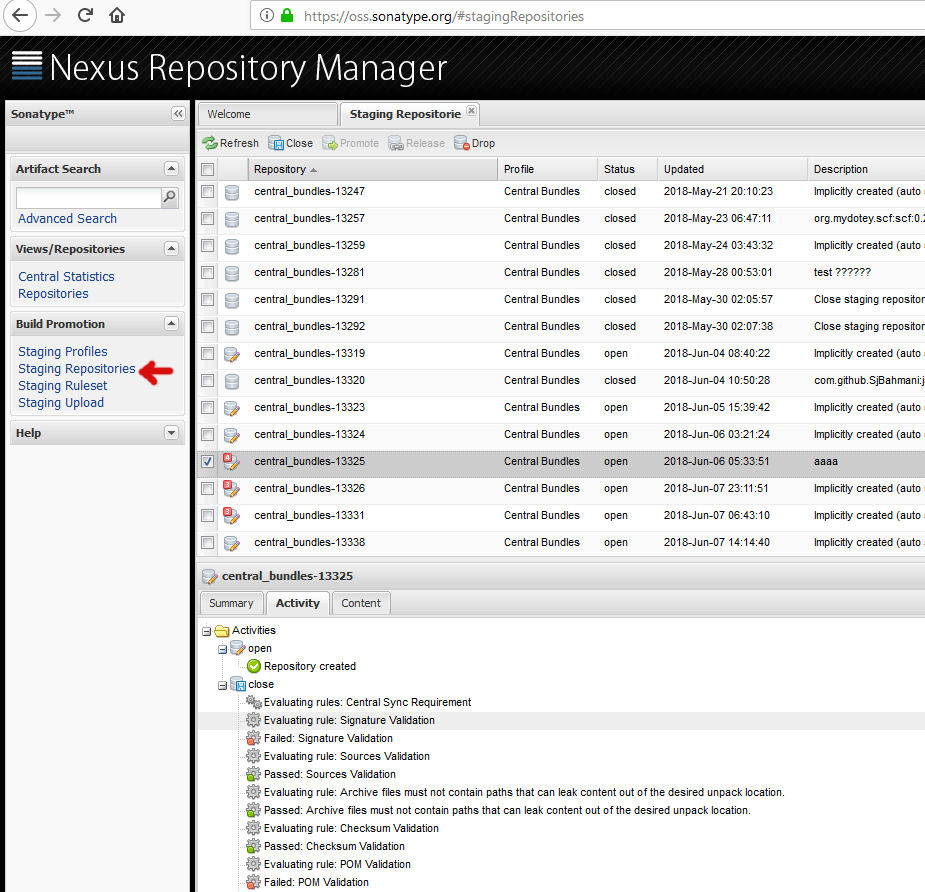 https://oss.sonatype.org/#stagingRepositories
Nexus Repository Manager
Sonatype™
Artifact Search
Advanced Search
Views/Repositories
Central Statistics
Repositories
Build Promotion
Staging Profiles
Staging Repositories
Staging Ruleset
Staging Upload
Help
Welcome
Staging Repositorie
Refresh Close Promote Release Drop
Repository Profile Status Updated Description
central_bundles-13247 Central Bundles closed 2018-May-21 20:10:23 Implicitly created (auto
central_bundles-13257 Central Bundles closed 2018-May-23 06:47:11 org.mydotey.scf:scf:0.2
central_bundles-13259 Central Bundles closed 2018-May-24 03:43:32 Implicitly created (auto
central_bundles-13281 Central Bundles closed 2018-May-28 00:53:01 test ??????
central_bundles-13291 Central Bundles closed 2018-May-30 02:05:57 Close staging repositor
central_bundles-13292 Central Bundles closed 2018-May-30 02:07:38 Close staging repositor
central_bundles-13319 Central Bundles open 2018-Jun-04 08:40:22 Implicitly created (auto
central_bundles-13320 Central Bundles closed 2018-Jun-04 10:50:28 com.github.SjBahmani:j
central_bundles-13323 Central Bundles open 2018-Jun-05 15:39:42 Implicitly created (auto
central_bundles-13324 Central Bundles open 2018-Jun-06 03:21:24 Implicitly created (auto
4 central_bundles-13325 Central Bundles open 2018-Jun-06 05:33:51 aaaa
3 central_bundles-13326 Central Bundles open 2018-Jun-07 23:11:51 Implicitly created (auto
3 central_bundles-13331 Central Bundles open 2018-Jun-07 06:43:10 Implicitly created (auto
central_bundles-13338 Central Bundles open 2018-Jun-07 14:14:40 Implicitly created (auto
central_bundles-13325
Summary Activity Content
Activities
open
Repository created
close
Evaluating rules: Central Sync Requirement
Evaluating rule: Signature Validation
Failed: Signature Validation
Evaluating rule: Sources Validation
Passed: Sources Validation
Evaluating rule: Archive files must not contain paths that can leak content out of the desired unpack location.
Passed: Archive files must not contain paths that can leak content out of the desired unpack location.
Evaluating rule: Checksum Validation
Passed: Checksum Validation
Evaluating rule: POM Validation
Failed: POM Validation